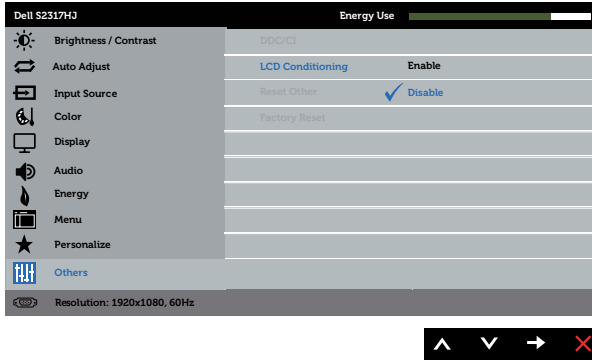 Dell S2317HJ Energy Use
Brightness / Contrast DDC/CI
Auto Adjust LCD Conditioning Enable
Input Source Reset Other Disable
Color Factory Reset
Display
Audio
Energy
Menu
Personalize
Others
Resolution: 1920x1080, 60Hz